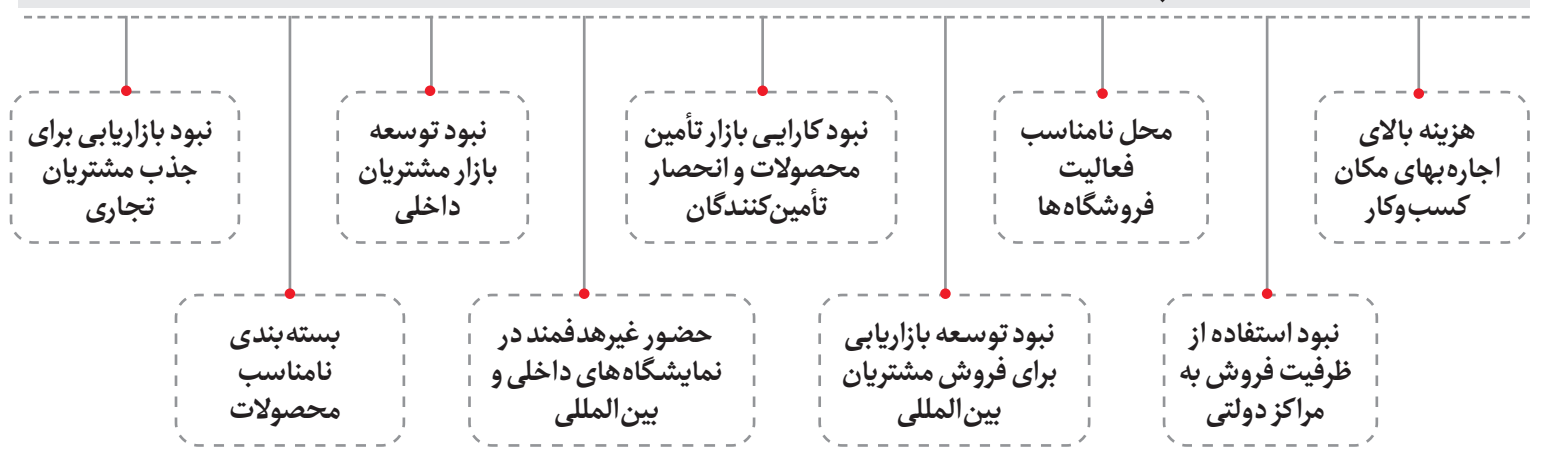 هزینه بالای
اجاره‌بهای مکان
کسب‌وکار
نبود استفاده از
ظرفیت فروش به
مراکز دولتی
محل نامناسب
فعالیت
فروشگاه‌ها
نبود توسعه بازاریابی
برای فروش مشتریان
بین‌المللی
نبود کارایی بازار تأمین
محصولات و انحصار
تأمین‌کنندگان
حضور غیرهدفمند در
نمایشگاه‌های داخلی و
بین‌المللی
نبود توسعه
بازار مشتریان
داخلی
بسته‌بندی
نامناسب
محصولات
نبود بازاریابی برای
جذب مشتریان
تجاری